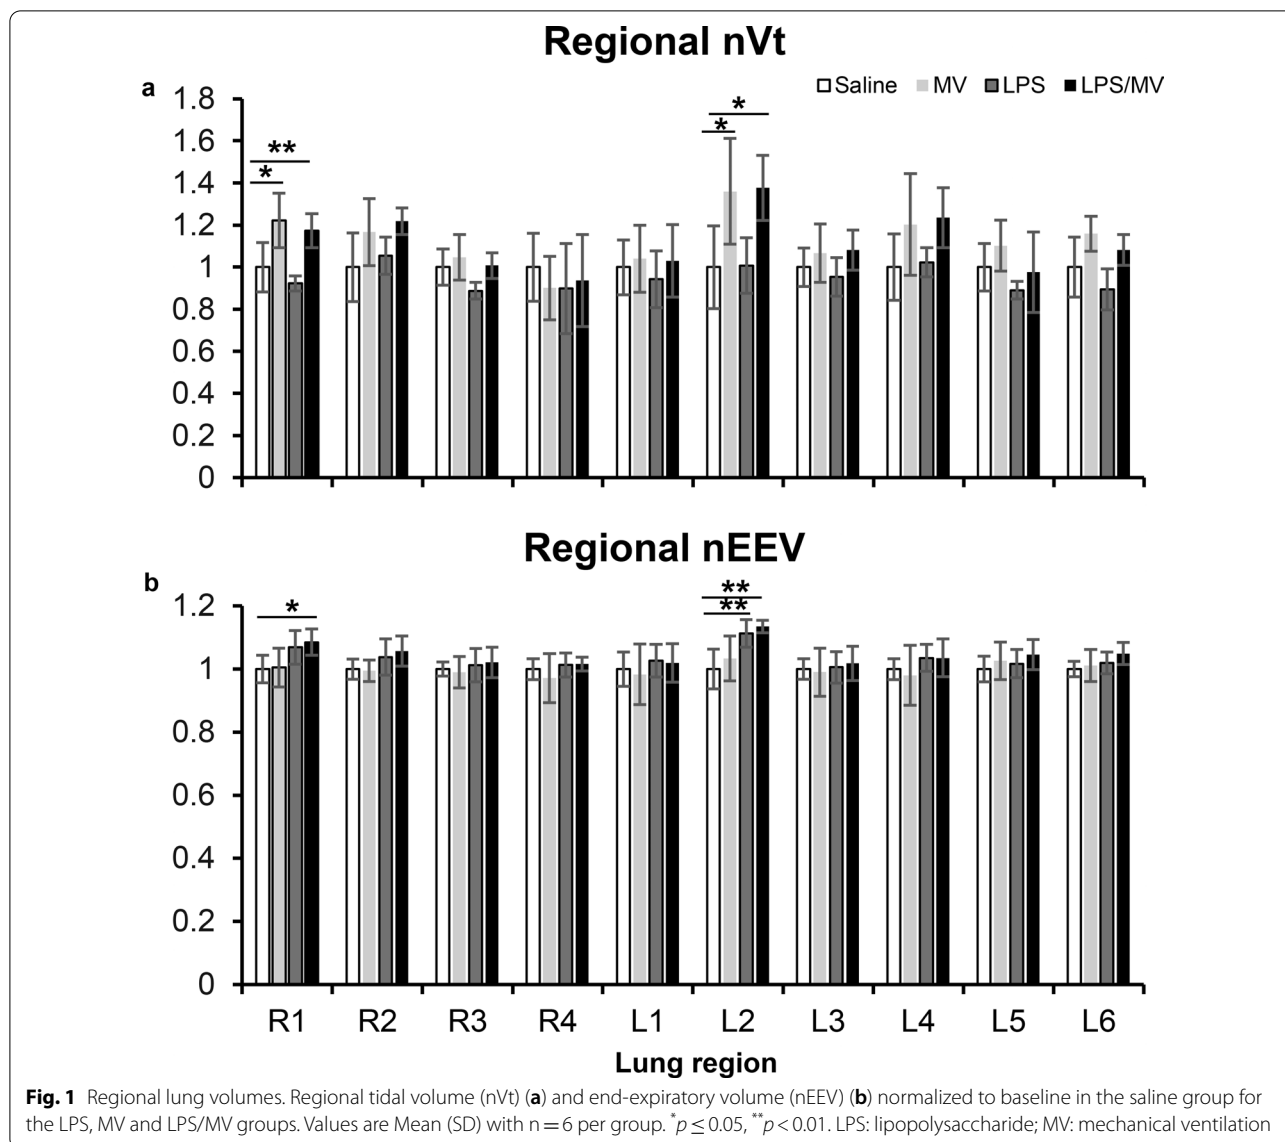 Regional nVt
a
Saline MV LPS LPS/MV
1.8
1.6
1.4
1.2
1
0.8
0.6
0.4
0.2
0
**
*
*
*
Regional nEEV
b
1.2
1
0.8
0.6
0.4
0.2
0
*
**
**
R1 R2 R3 R4 L1 L2 L3 L4 L5 L6
Lung region
Fig. 1 Regional lung volumes. Regional tidal volume (nVt) (a) and end-expiratory volume (nEEV) (b) normalized to baseline in the saline group for
the LPS, MV and LPS/MV groups. Values are Mean (SD) with n = 6 per group. *p ≤ 0.05, **p < 0.01. LPS: lipopolysaccharide; MV: mechanical ventilation